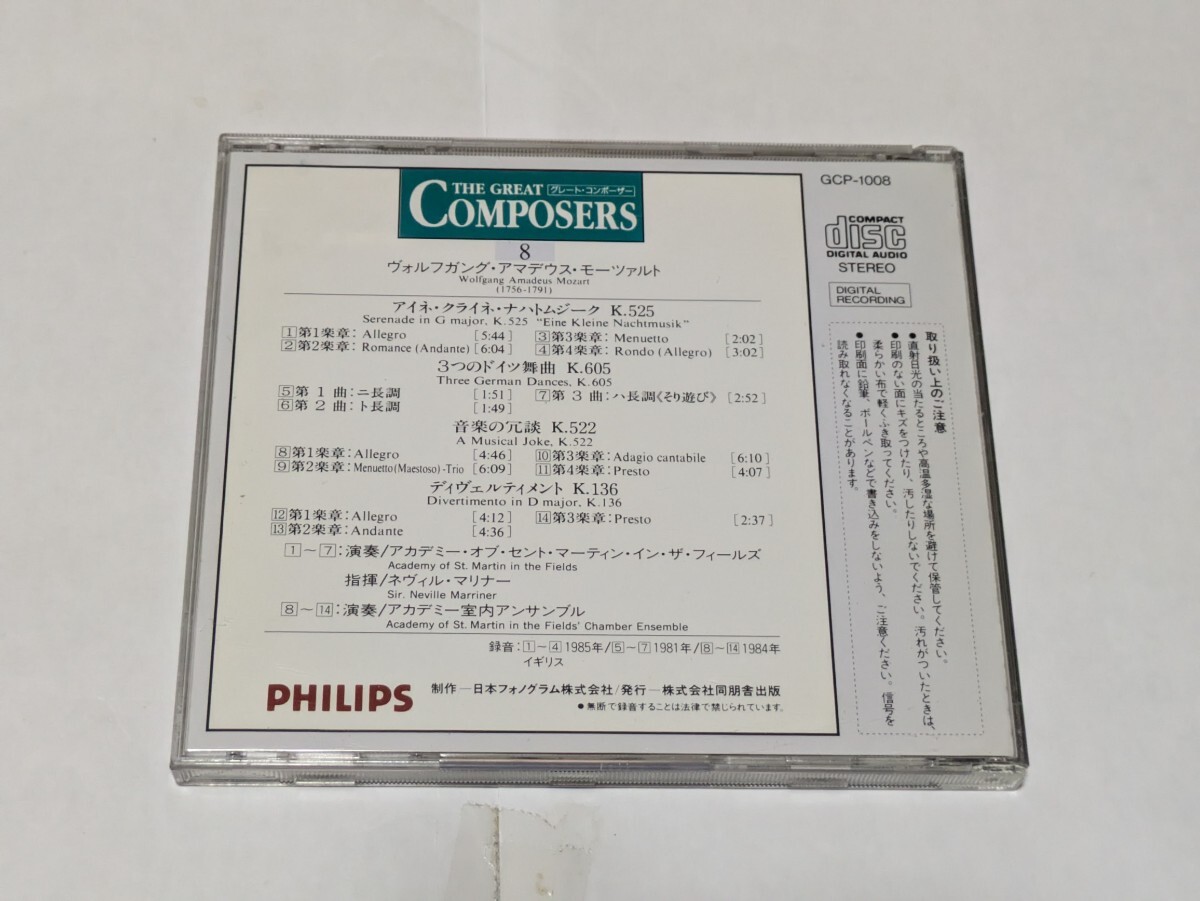 THE GREAT グレート・コンポーザー
COMPOSERS
8
ヴォルフガング・アマデウス・モーツァルト
Wolfgang Amadeus Mozart
(1756-1791)
アイネ・クライネ・ナハトムジーク K.525
Serenade in G major, K.525 "Eine Kleine Nachtmusik"
1 第1楽章: Allegro [5:44] 3 第3楽章: Menuetto [2:02]
2 第2楽章: Romance (Andante) [6:04] 4 第4楽章: Rondo (Allegro) [3:02]
3つのドイツ舞曲 K.605
Three German Dances, K.605
5 第1曲:ニ長調 [1:51] 7 第3曲:ハ長調《そり遊び》 [2:52]
6 第2曲:ト長調 [1:49]
音楽の冗談 K.522
A Musical Joke, K.522
8 第1楽章: Allegro [4:46] 10 第3楽章: Adagio cantabile [6:10]
9 第2楽章: Menuetto (Maestoso)-Trio [6:09] 11 第4楽章: Presto [4:07]
ディヴェルティメント K.136
Divertimento in D major, K.136
12 第1楽章: Allegro [4:12] 14 第3楽章: Presto [2:37]
13 第2楽章: Andante [4:36]
1〜7:演奏/アカデミー・オブ・セント・マーティン・イン・ザ・フィールズ
Academy of St. Martin in the Fields
指揮/ネヴィル・マリナー
Sir. Neville Marriner
8〜14:演奏/アカデミー室内アンサンブル
Academy of St. Martin in the Fields' Chamber Ensemble
録音:1〜4 1985年/5〜7 1981年/8〜14 1984年
イギリス
PHILIPS
制作―日本フォノグラム株式会社/発行―株式会社同朋舎出版
●無断で録音することは法律で禁じられています。
GCP-1008
COMPACT
disc
DIGITAL AUDIO
STEREO
DIGITAL
RECORDING
取り扱い上のご注意
●直射日光の当たるところや高温多湿な場所を避けて保管してください。
●印刷のない面にキズをつけたり、汚したりしないでください。汚れがついたときは、
柔らかい布で軽くふき取ってください。
●印刷面に鉛筆、ボールペンなどで書き込みをしないよう、ご注意ください。信号を
読み取れなくなることがあります。